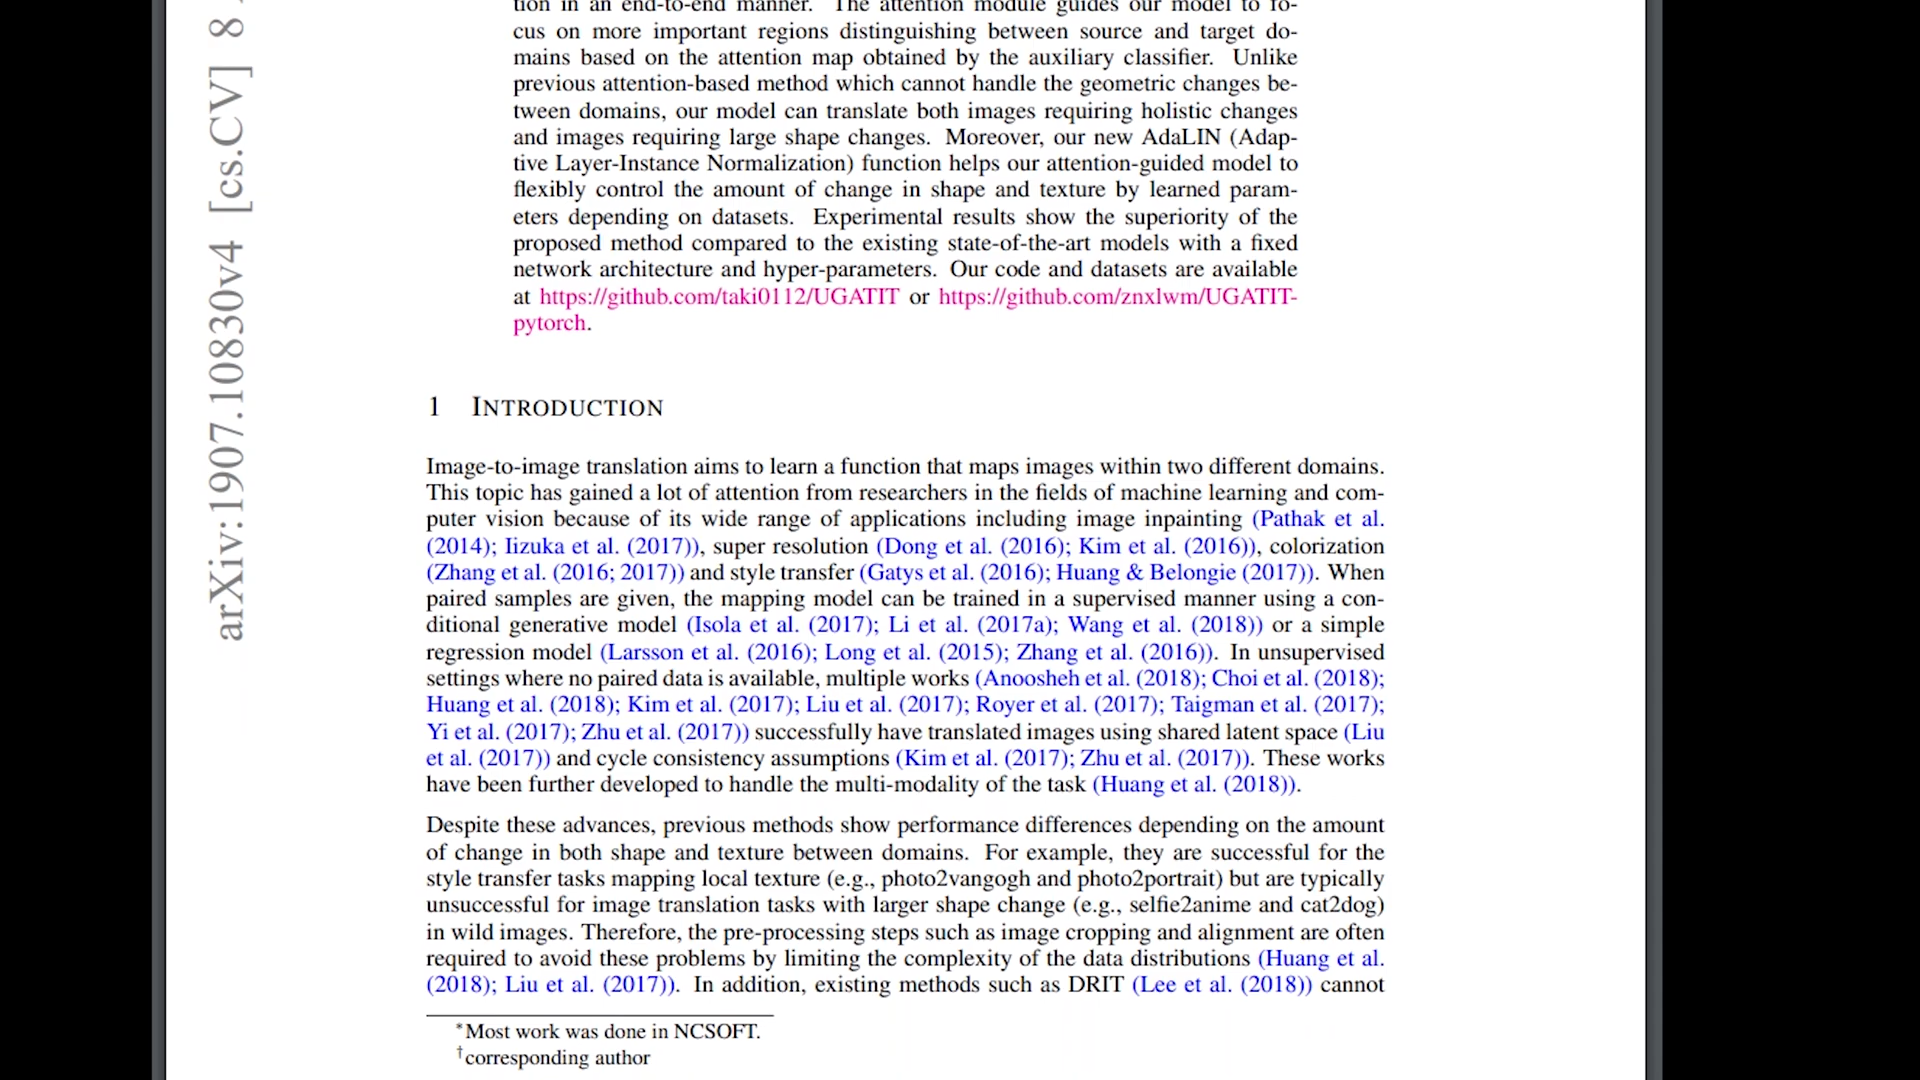 tion in an end-to-end manner. The attention module guides our model to fo-
cus on more important regions distinguishing between source and target do-
mains based on the attention map obtained by the auxiliary classifier. Unlike
previous attention-based method which cannot handle the geometric changes be-
tween domains, our model can translate both images requiring holistic changes
and images requiring large shape changes. Moreover, our new AdaLIN (Adap-
tive Layer-Instance Normalization) function helps our attention-guided model to
flexibly control the amount of change in shape and texture by learned param-
eters depending on datasets. Experimental results show the superiority of the
proposed method compared to the existing state-of-the-art models with a fixed
network architecture and hyper-parameters. Our code and datasets are available
at https://github.com/taki0112/UGATIT or https://github.com/znxlwm/UGATIT-
pytorch.
arXiv:1907.10830v4 [cs.CV] 8
1 INTRODUCTION
Image-to-image translation aims to learn a function that maps images within two different domains.
This topic has gained a lot of attention from researchers in the fields of machine learning and com-
puter vision because of its wide range of applications including image inpainting (Pathak et al.
(2014); Iizuka et al. (2017)), super resolution (Dong et al. (2016); Kim et al. (2016)), colorization
(Zhang et al. (2016; 2017)) and style transfer (Gatys et al. (2016); Huang & Belongie (2017)). When
paired samples are given, the mapping model can be trained in a supervised manner using a con-
ditional generative model (Isola et al. (2017); Li et al. (2017a); Wang et al. (2018)) or a simple
regression model (Larsson et al. (2016); Long et al. (2015); Zhang et al. (2016)). In unsupervised
settings where no paired data is available, multiple works (Anoosheh et al. (2018); Choi et al. (2018);
Huang et al. (2018); Kim et al. (2017); Liu et al. (2017); Royer et al. (2017); Taigman et al. (2017);
Yi et al. (2017); Zhu et al. (2017)) successfully have translated images using shared latent space (Liu
et al. (2017)) and cycle consistency assumptions (Kim et al. (2017); Zhu et al. (2017)). These works
have been further developed to handle the multi-modality of the task (Huang et al. (2018)).
Despite these advances, previous methods show performance differences depending on the amount
of change in both shape and texture between domains. For example, they are successful for the
style transfer tasks mapping local texture (e.g., photo2vangogh and photo2portrait) but are typically
unsuccessful for image translation tasks with larger shape change (e.g., selfie2anime and cat2dog)
in wild images. Therefore, the pre-processing steps such as image cropping and alignment are often
required to avoid these problems by limiting the complexity of the data distributions (Huang et al.
(2018); Liu et al. (2017)). In addition, existing methods such as DRIT (Lee et al. (2018)) cannot
*Most work was done in NCSOFT.
†corresponding author